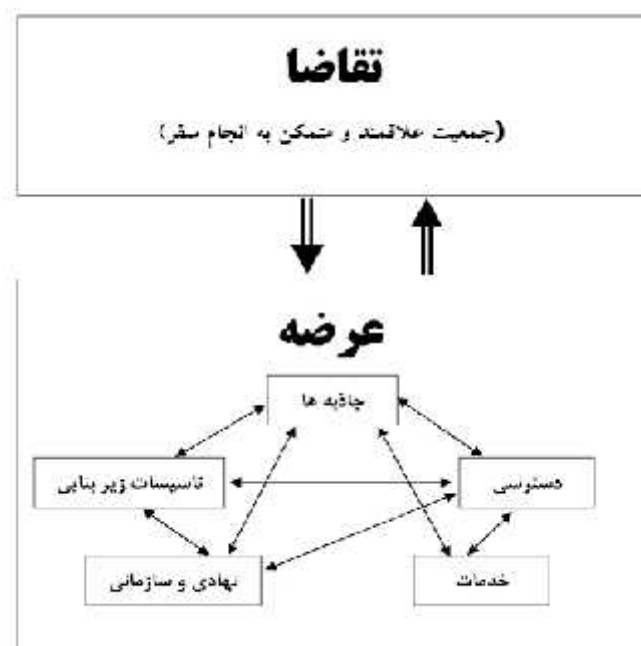 تقاضا
(جمعیت علاقمند و متمکن به انجام سفر)
عرضه
جاذبه ها
دسترسی
تاسیسات زیر بنایی
خدمات
نهادی و سازمانی